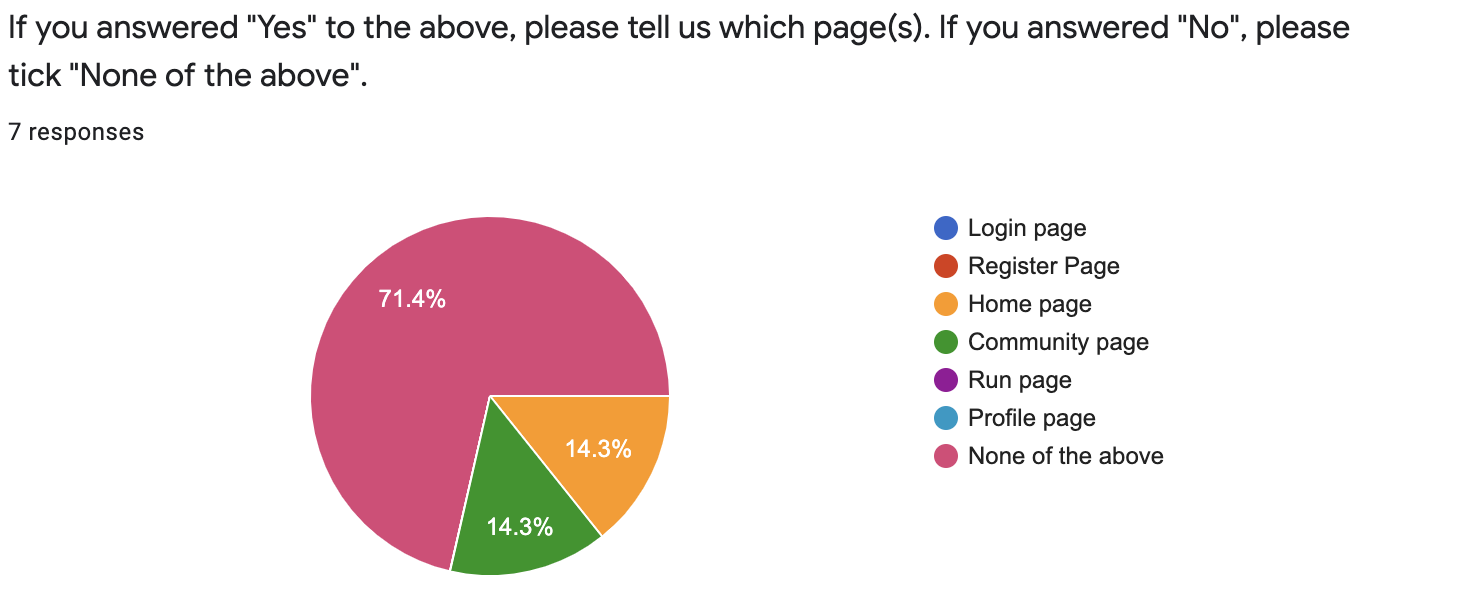 If you answered "Yes" to the above, please tell us which page(s). If you answered "No", please
tick "None of the above".
7 responses
71.4%
14.3%
14.3%
Login page
Register Page
Home page
Community page
Run page
Profile page
None of the above